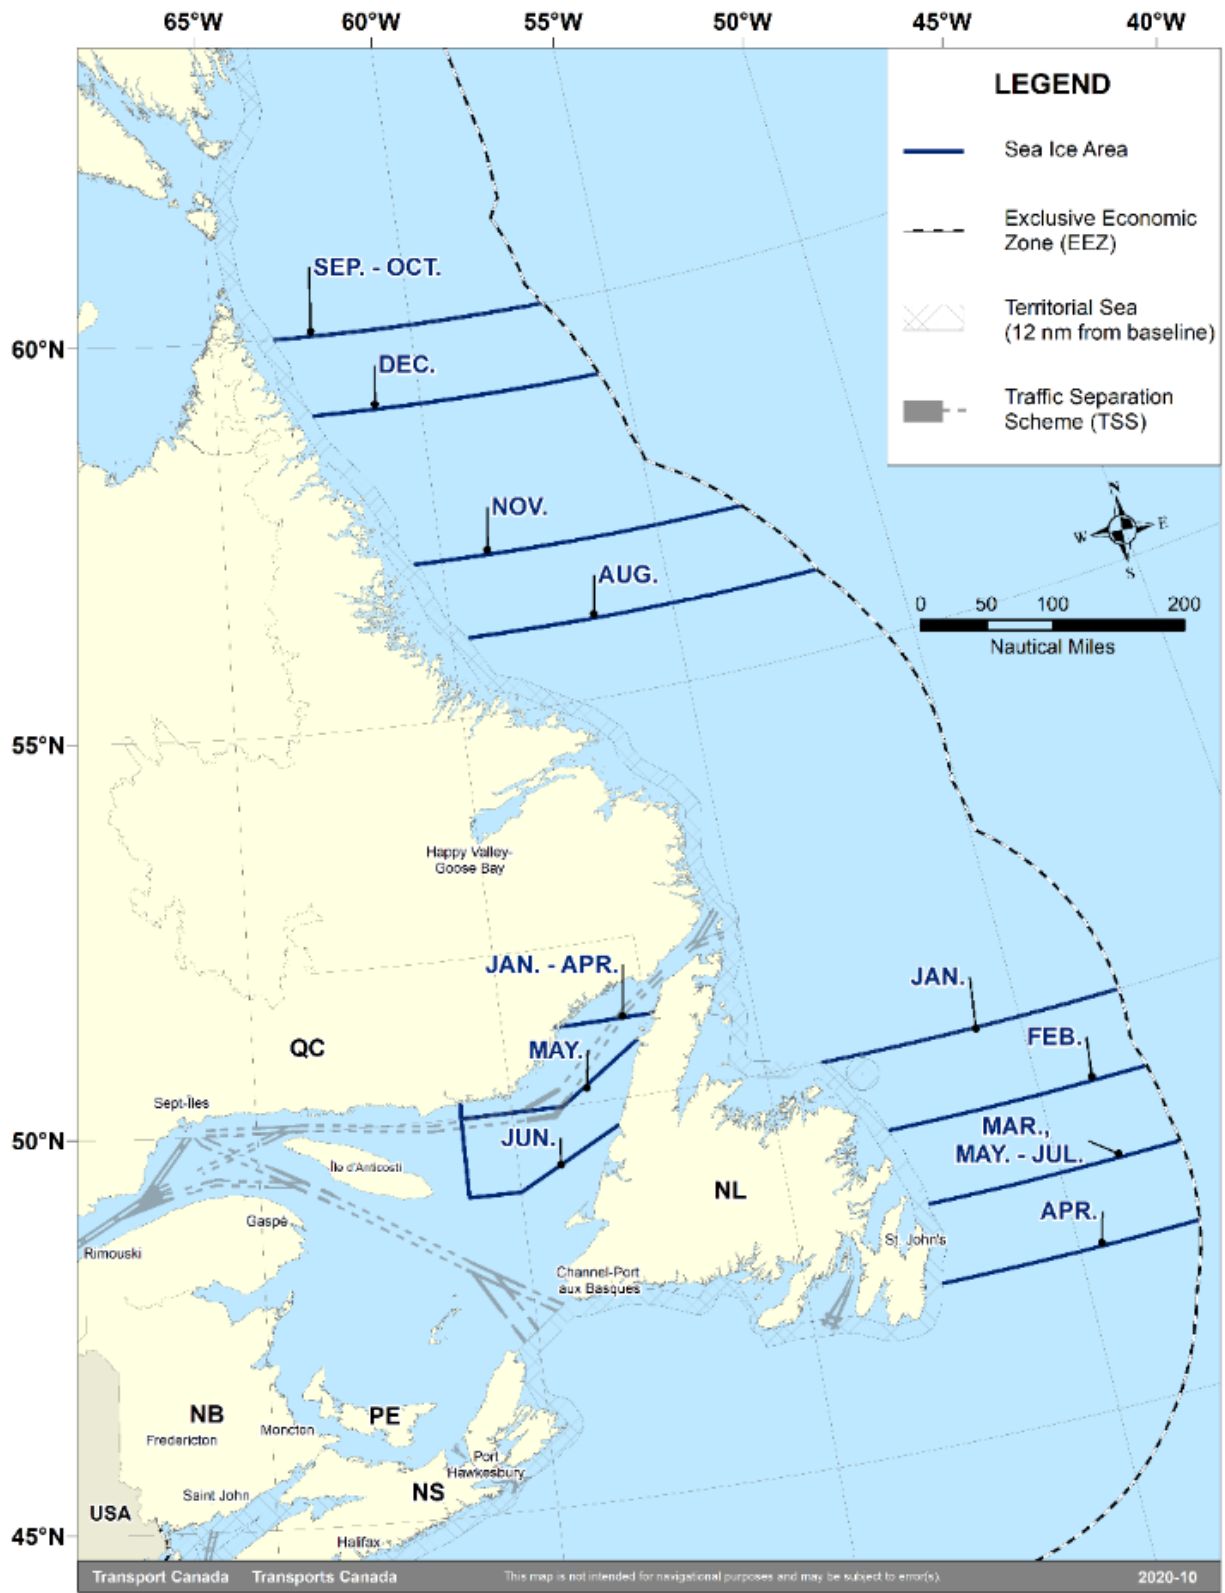 65°W 60°W 55°W 50°W 45°W 40°W
LEGEND
Sea Ice Area
Exclusive Economic
Zone (EEZ)
Territorial Sea
(12 nm from baseline)
Traffic Separation
Scheme (TSS)
SEP. - OCT.
60°N
DEC.
NOV.
AUG.
N
W E
S
0 50 100 200
Nautical Miles
55°N
Happy Valley-
Goose Bay
JAN. - APR.
JAN.
FEB.
QC
MAY.
Sept-Îles
50°N
JUN.
MAR.,
MAY. - JUL.
Île d'Anticosti
NL
APR.
Gaspé
St. John's
Rimouski
Channel-Port
aux Basques
NB
PE
Fredericton
Moncton
Port
Hawkesbury
NS
Saint John
USA
45°N
Halifax
Transport Canada Transports Canada This map is not intended for navigational purposes and may be subject to error(s). 2020-10